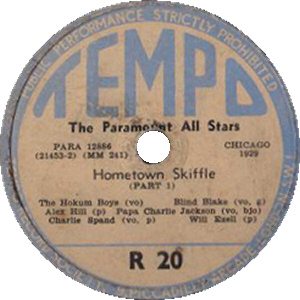 PUBLIC PERFORMANCE STRICTLY PROHIBITED
TEMPO
The Paramount All Stars
PARA 12886 CHICAGO
(21453-2) (MM 241) 1929
Hometown Skiffle
(PART 1)
The Hokum Boys (vo) Blind Blake (vo, g)
Alex Hill (p) Papa Charlie Jackson (vo, bjo)
Charlie Spand (vo, p) Will Ezell (p)
R 20